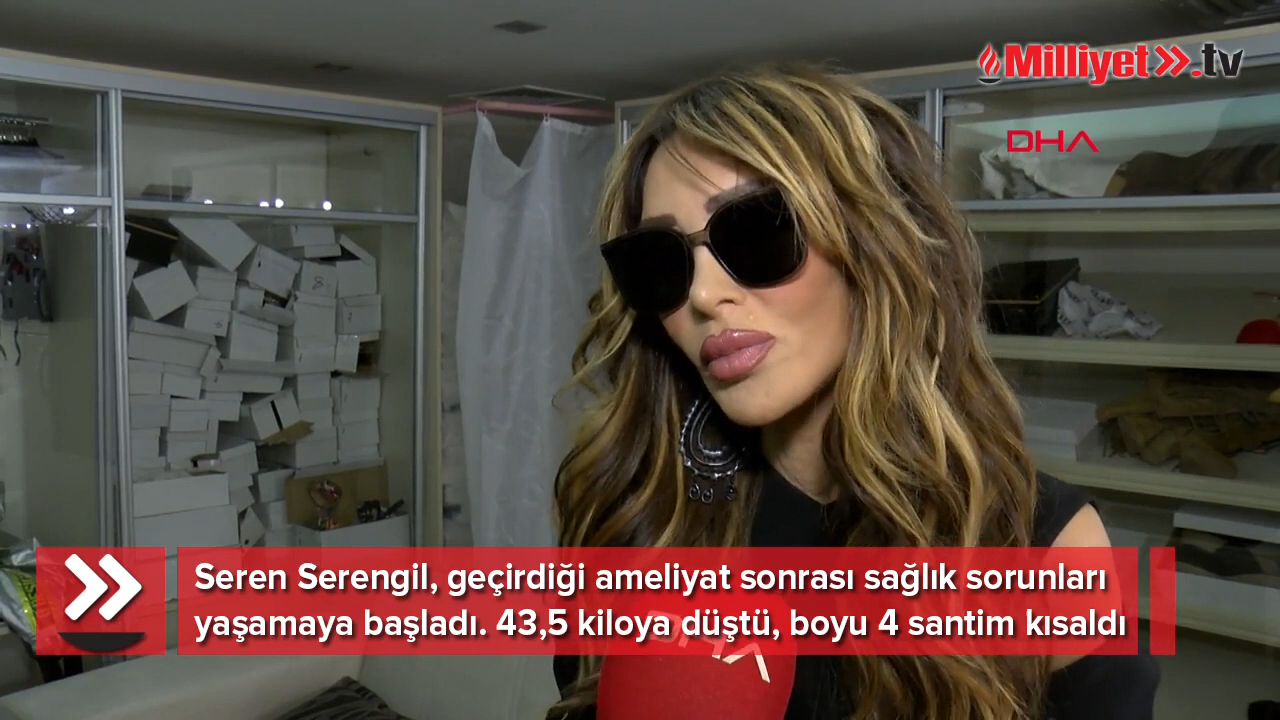 Milliyet.tv
DHA
Seren Serengil, geçirdiği ameliyat sonrası sağlık sorunları
yaşamaya başladı. 43,5 kiloya düştü, boyu 4 santim kısaldı
DHA